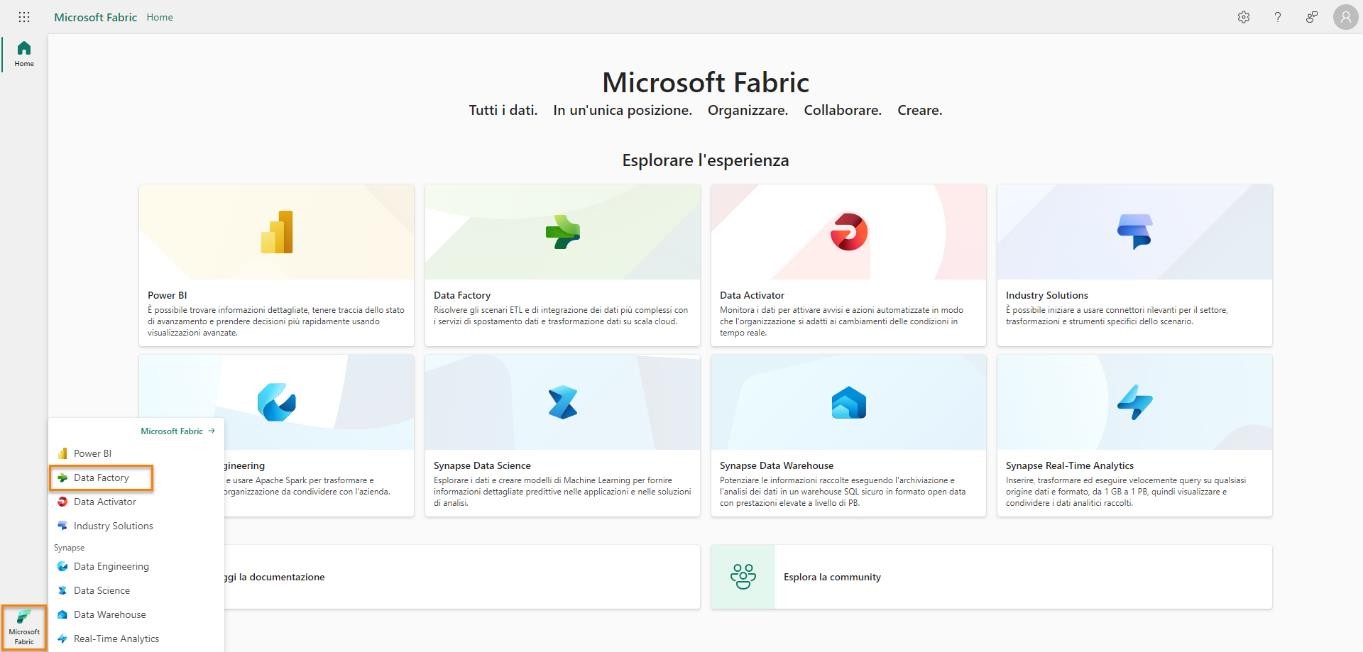 Microsoft Fabric Home
Home
Microsoft Fabric
Tutti i dati. In un'unica posizione. Organizzare. Collaborare. Creare.
Esplorare l'esperienza
Power BI
È possibile trovare informazioni dettagliate, tenere traccia dello stato
di avanzamento e prendere decisioni più rapidamente usando
visualizzazioni avanzate.
Data Factory
Risolvere gli scenari ETL e di integrazione dei dati più complessi con
i servizi di spostamento dati e trasformazione dati su scala cloud.
Data Activator
Monitora i dati per attivare avvisi e azioni automatizzate in modo
che l'organizzazione si adatti ai cambiamenti delle condizioni in
tempo reale.
Industry Solutions
È possibile iniziare a usare connettori rilevanti per il settore,
trasformazioni e strumenti specifici dello scenario.
gineering
e usare Apache Spark per trasformare e
organizzazione da condividere con l'azienda.
Synapse Data Science
Esplorare i dati e creare modelli di Machine Learning per fornire
informazioni dettagliate predittive nelle applicazioni e nelle soluzioni
di analisi.
Synapse Data Warehouse
Potenziare le informazioni raccolte eseguendo l'archiviazione e
l'analisi dei dati in un warehouse SQL sicuro in formato open data
con prestazioni elevate a livello di PB.
Synapse Real-Time Analytics
Inserire, trasformare ed eseguire velocemente query su qualsiasi
origine dati e formato, da 1 GB a 1 PB, quindi visualizzare e
condividere i dati analitici raccolti.
ggi la documentazione
Esplora la community
Microsoft Fabric →
Power BI
Data Factory
Data Activator
Industry Solutions
Synapse
Data Engineering
Data Science
Data Warehouse
Real-Time Analytics
Microsoft
Fabric